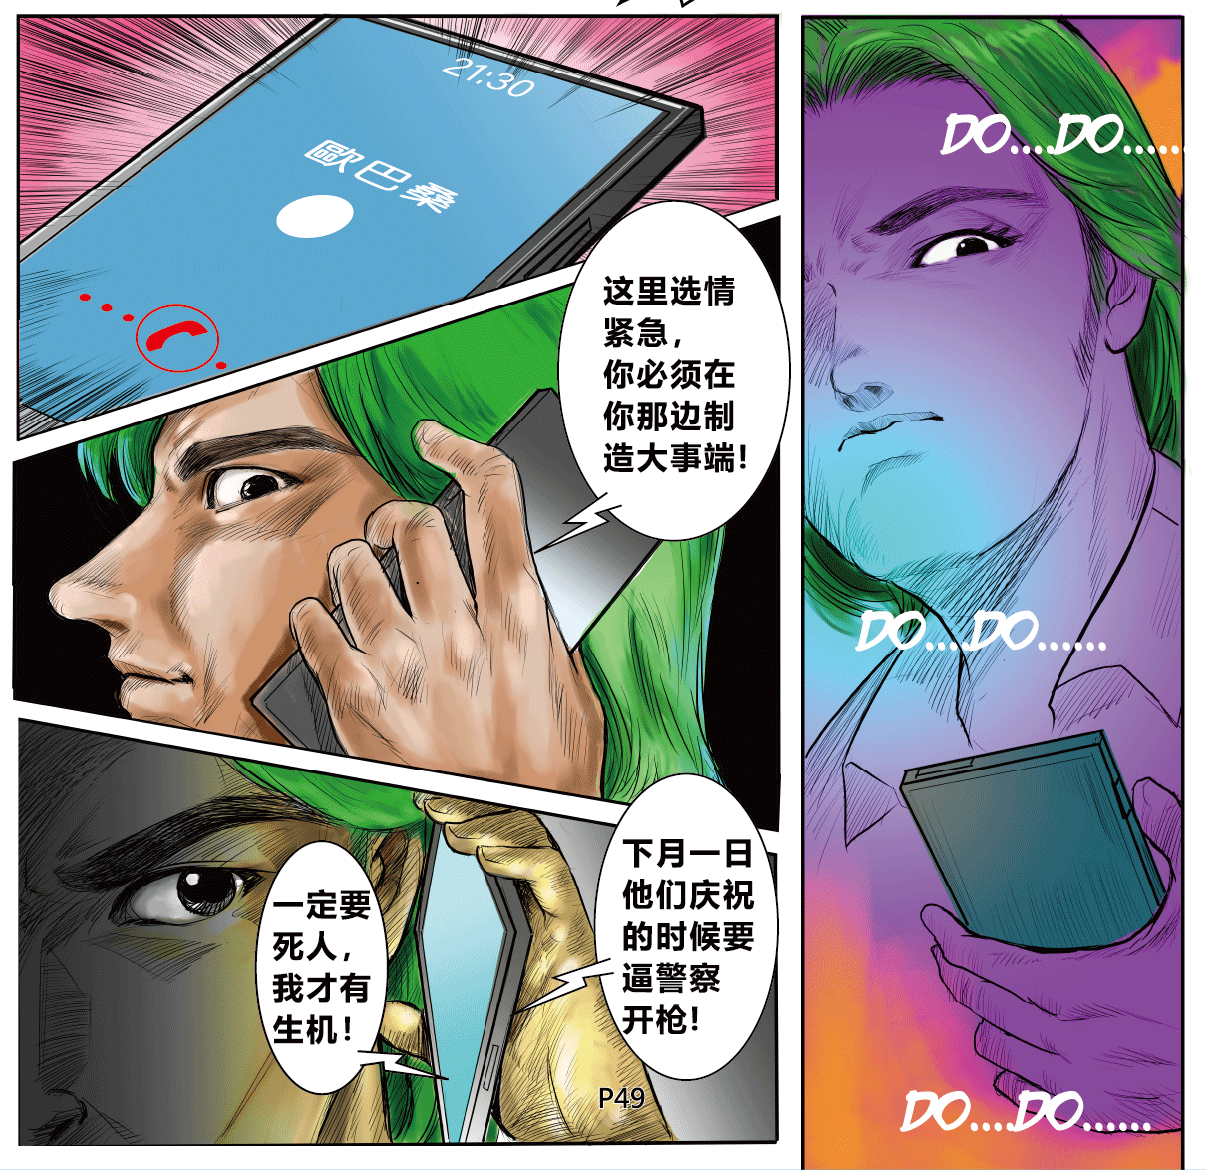 21:30
歐巴桑
这里选情
紧急，
你必须在
你那边制
造大事端！
下月一日
他们庆祝
的时候要
逼警察
开枪！
一定要
死人，
我才有
生机！
P49
DO....DO......
DO....DO......
DO....DO......